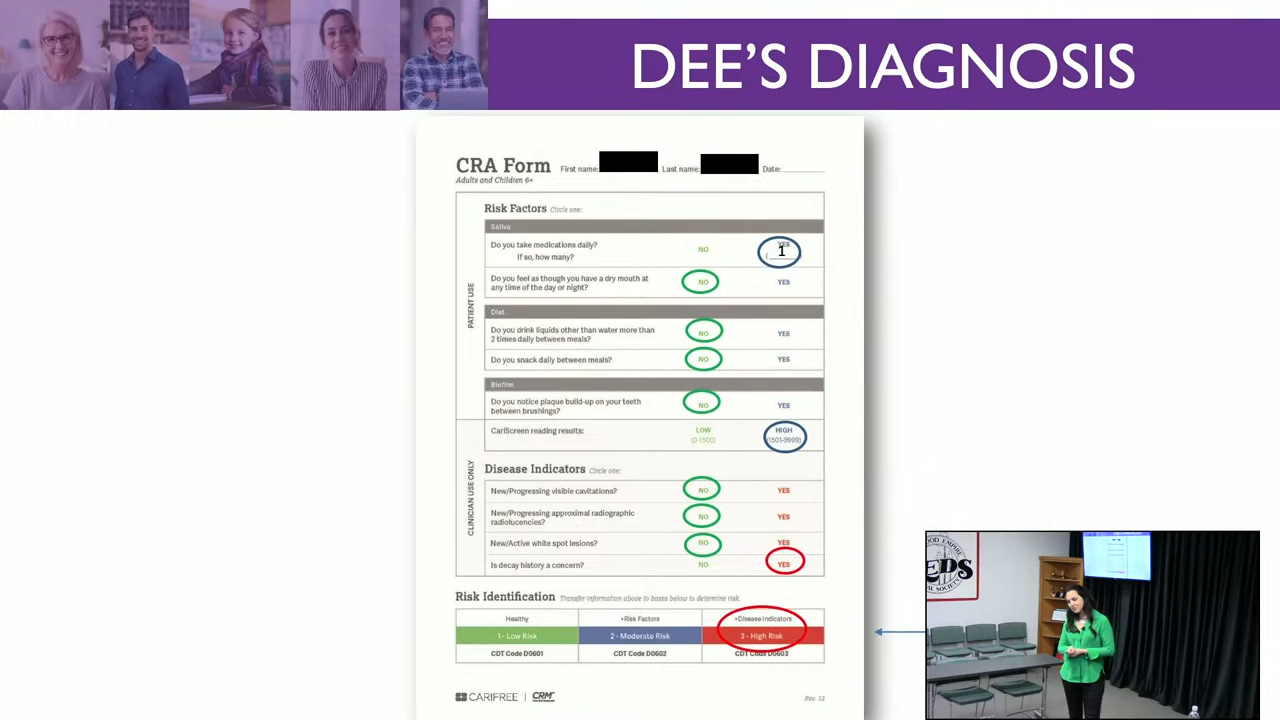 DEE'S DIAGNOSIS
CRA Form
First name: Last name: Date:
Adults and Children 6+
Risk Factors Circle one:
Saliva
Do you take medications daily? NO YES
If so, how many? (1)
Do you feel as though you have a dry mouth at
any time of the day or night? NO YES
Diet
Do you drink liquids other than water more than
2 times daily between meals? NO YES
Do you snack daily between meals? NO YES
Biofilm
Do you notice plaque build-up on your teeth
between brushings? NO YES
PATIENT USE
CariScreen reading results: LOW HIGH
(0-1500) (1501-9999)
Disease Indicators Circle one:
New/Progressing visible cavitations? NO YES
New/Progressing approximal radiographic
radiolucencies? NO YES
New/Active white spot lesions? NO YES
Is decay history a concern? NO YES
CLINICIAN USE ONLY
Risk Identification Transfer information above to boxes below to determine risk.
Healthy +Risk Factors +Disease Indicators
1 - Low Risk 2 - Moderate Risk 3 - High Risk
CDT Code D0601 CDT Code D0602 CDT Code D0603
CARIFREE | CRM Rev. 12